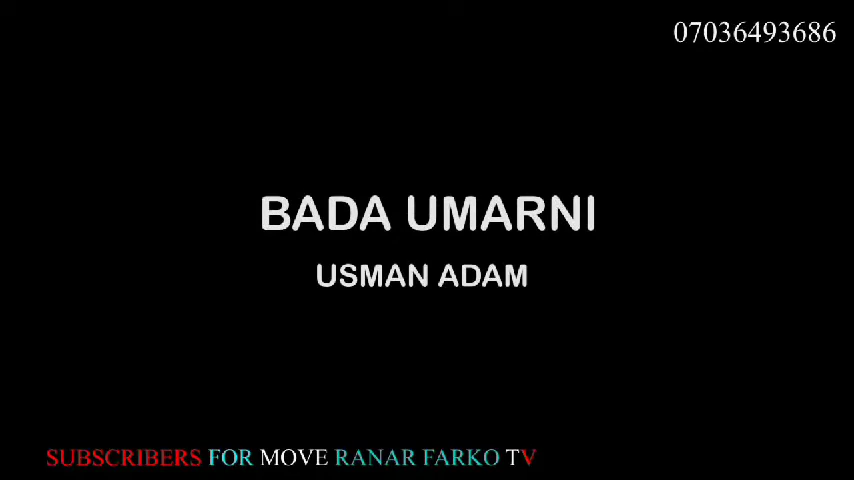 07036493686
BADA UMARNI
USMAN ADAM
SUBSCRIBERS FOR MOVE RANAR FARKO TV